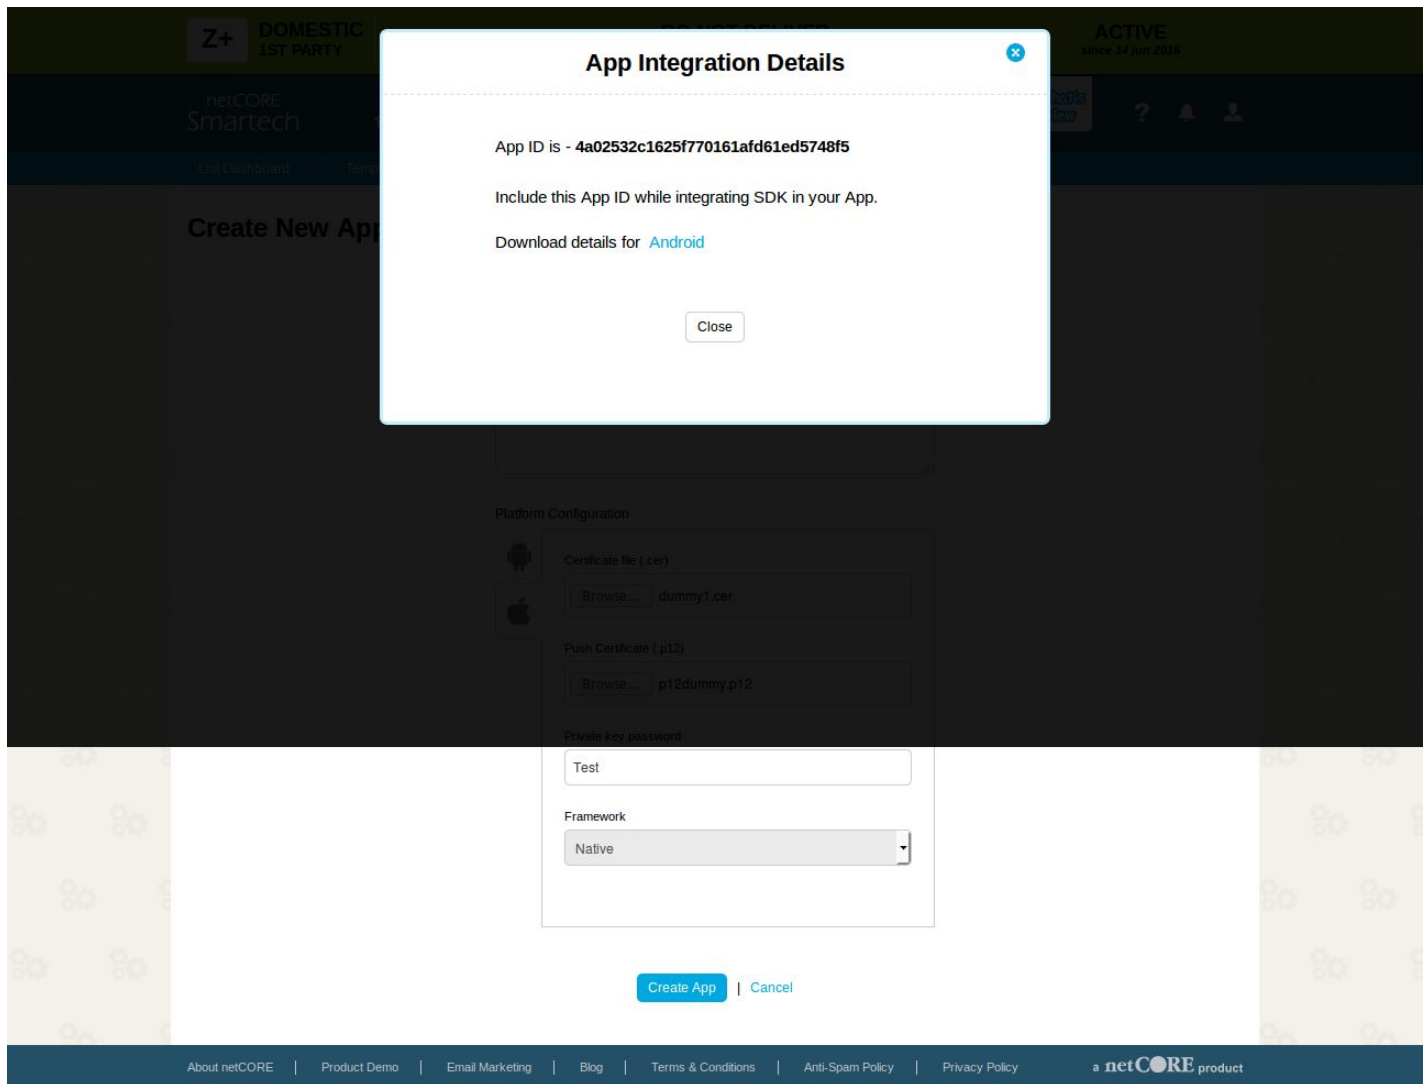 Z+ DOMESTIC
1ST PARTY
ACTIVE
since 14 jun 2016
netCORE
Smartech
List Dashboard
Create New App
App Integration Details
App ID is - 4a02532c1625f770161afd61ed5748f5
Include this App ID while integrating SDK in your App.
Download details for Android
Close
Platform Configuration
Certificate file (.cer)
Browse... dummy1.cer
Push Certificate (.p12)
Browse... p12dummy.p12
Private key password
Test
Framework
Native
Create App | Cancel
About netCORE | Product Demo | Email Marketing | Blog | Terms & Conditions | Anti-Spam Policy | Privacy Policy a netCORE product